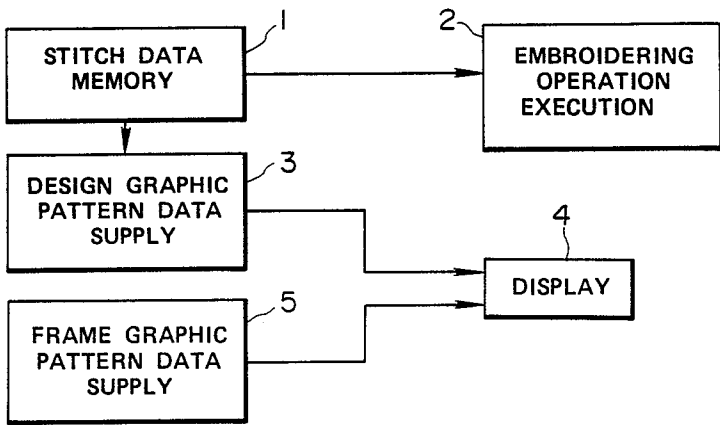 1
STITCH DATA
MEMORY
2
EMBROIDERING
OPERATION
EXECUTION
3
DESIGN GRAPHIC
PATTERN DATA
SUPPLY
4
DISPLAY
5
FRAME GRAPHIC
PATTERN DATA
SUPPLY